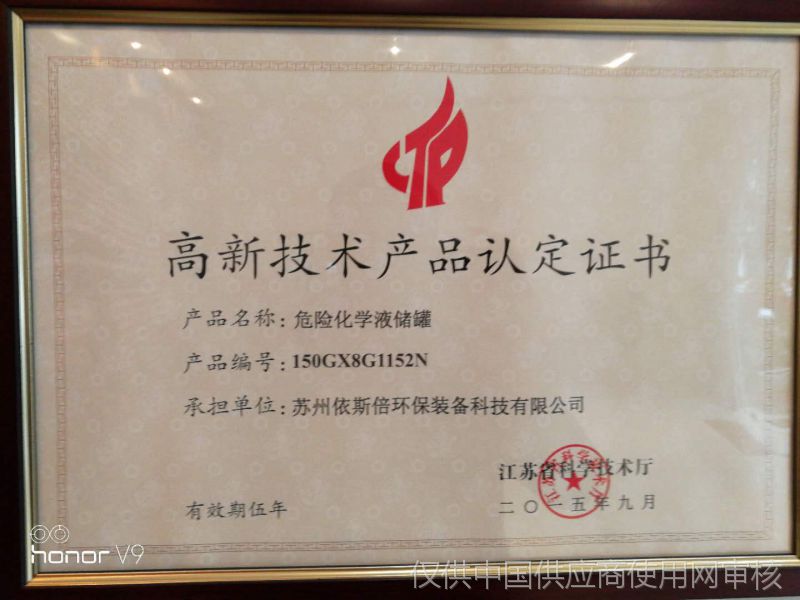 高新技术产品认定证书
产品名称：危险化学液储罐
产品编号：150GX8G1152N
承担单位：苏州依斯倍环保装备科技有限公司
江苏省科学技术厅
二〇一五年九月
有效期伍年
honor V9
仅供中国供应商使用网审核